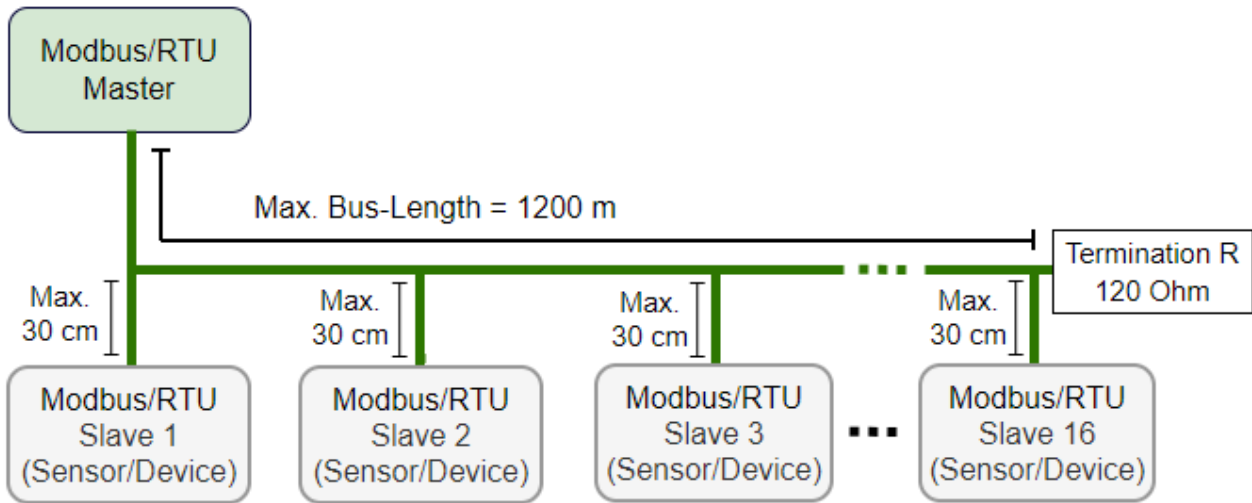 Modbus/RTU
Master
Max. Bus-Length = 1200 m
Termination R
120 Ohm
Max.
30 cm
Max.
30 cm
Max.
30 cm
Max.
30 cm
Modbus/RTU
Slave 1
(Sensor/Device)
Modbus/RTU
Slave 2
(Sensor/Device)
Modbus/RTU
Slave 3
(Sensor/Device)
Modbus/RTU
Slave 16
(Sensor/Device)